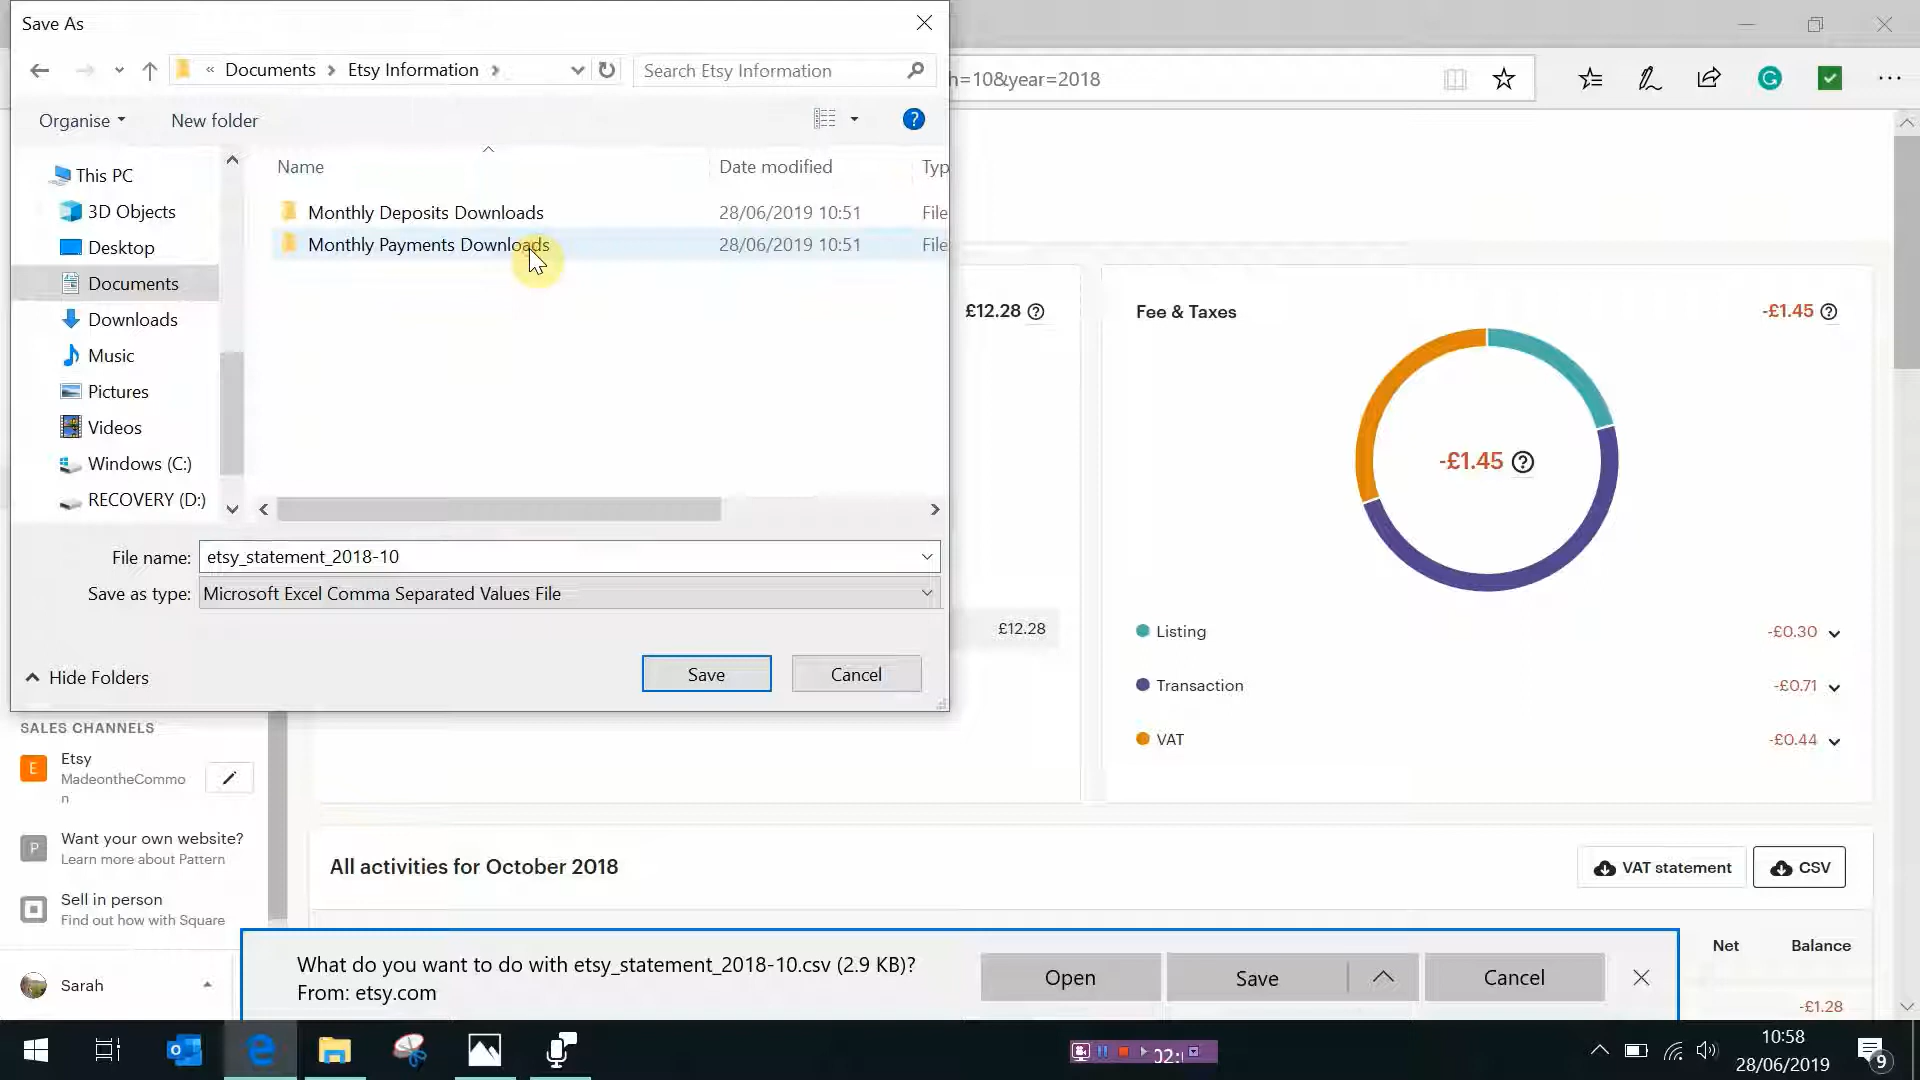 Save As
« Documents › Etsy Information ›
Search Etsy Information
h=10&year=2018
Organise
New folder
Name
Date modified
Typ
This PC
3D Objects
Desktop
Documents
Downloads
Music
Pictures
Videos
Windows (C:)
RECOVERY (D:)
Monthly Deposits Downloads 28/06/2019 10:51 File
Monthly Payments Downloads 28/06/2019 10:51 File
File name: etsy_statement_2018-10
Save as type: Microsoft Excel Comma Separated Values File
Hide Folders
Save
Cancel
£12.28
Fee & Taxes -£1.45
-£1.45
£12.28
Listing -£0.30
Transaction -£0.71
VAT -£0.44
SALES CHANNELS
E
Etsy
MadeontheCommo
n
P
Want your own website?
Learn more about Pattern
Sell in person
Find out how with Square
Sarah
All activities for October 2018
VAT statement
CSV
Net Balance
-£1.28
What do you want to do with etsy_statement_2018-10.csv (2.9 KB)?
From: etsy.com
Open
Save
Cancel
10:58
28/06/2019
9